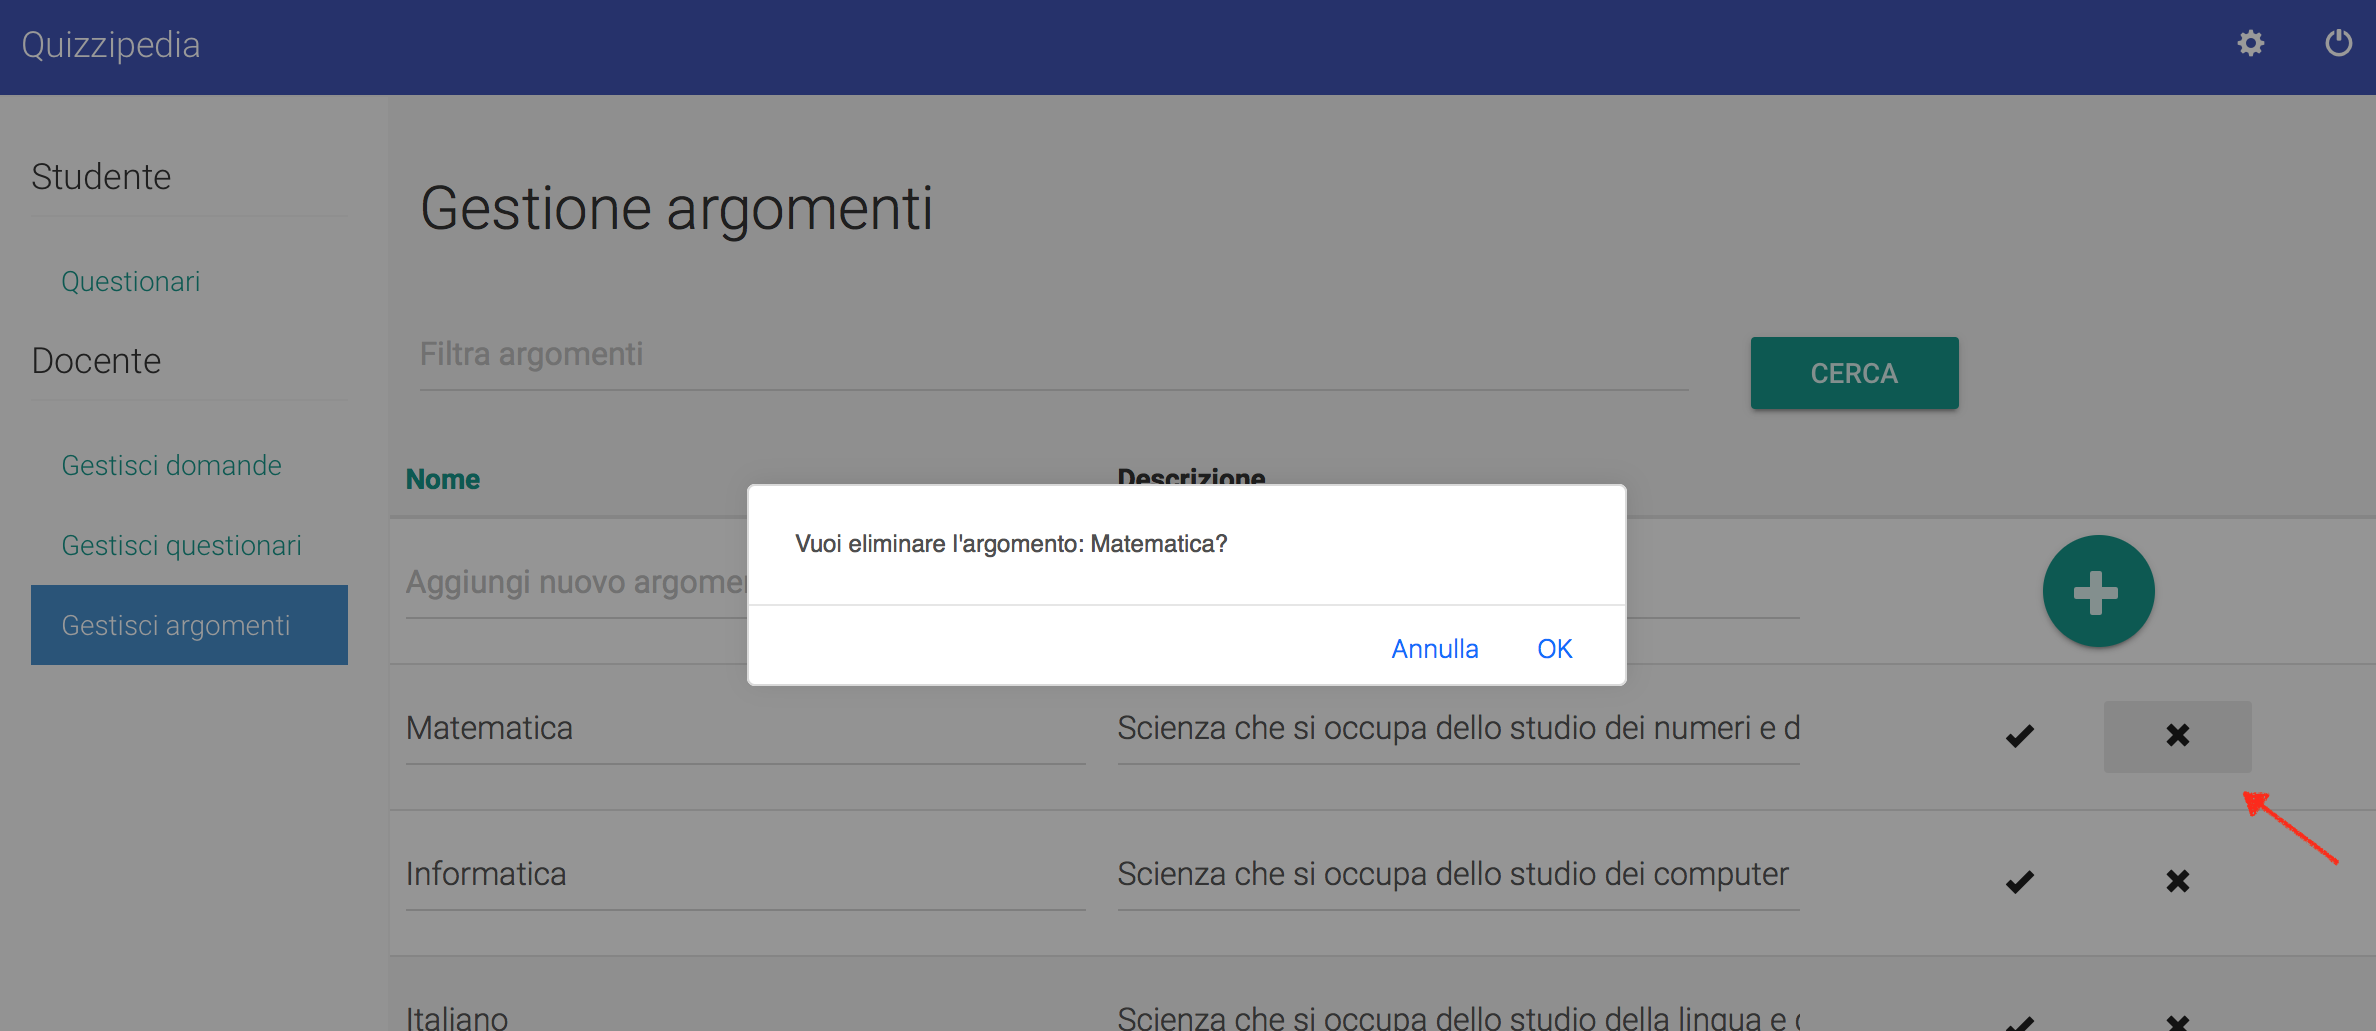 Quizzipedia
Studente
Questionari
Docente
Gestisci domande
Gestisci questionari
Gestisci argomenti
Gestione argomenti
Filtra argomenti
CERCA
Nome
Descrizione
Aggiungi nuovo
Vuoi eliminare l'argomento: Matematica?
Annulla
OK
Matematica
Scienza che si occupa dello studio dei numeri e d
Informatica
Scienza che si occupa dello studio dei computer
Italiano
Scienza che si occupa dello studio della lingua e